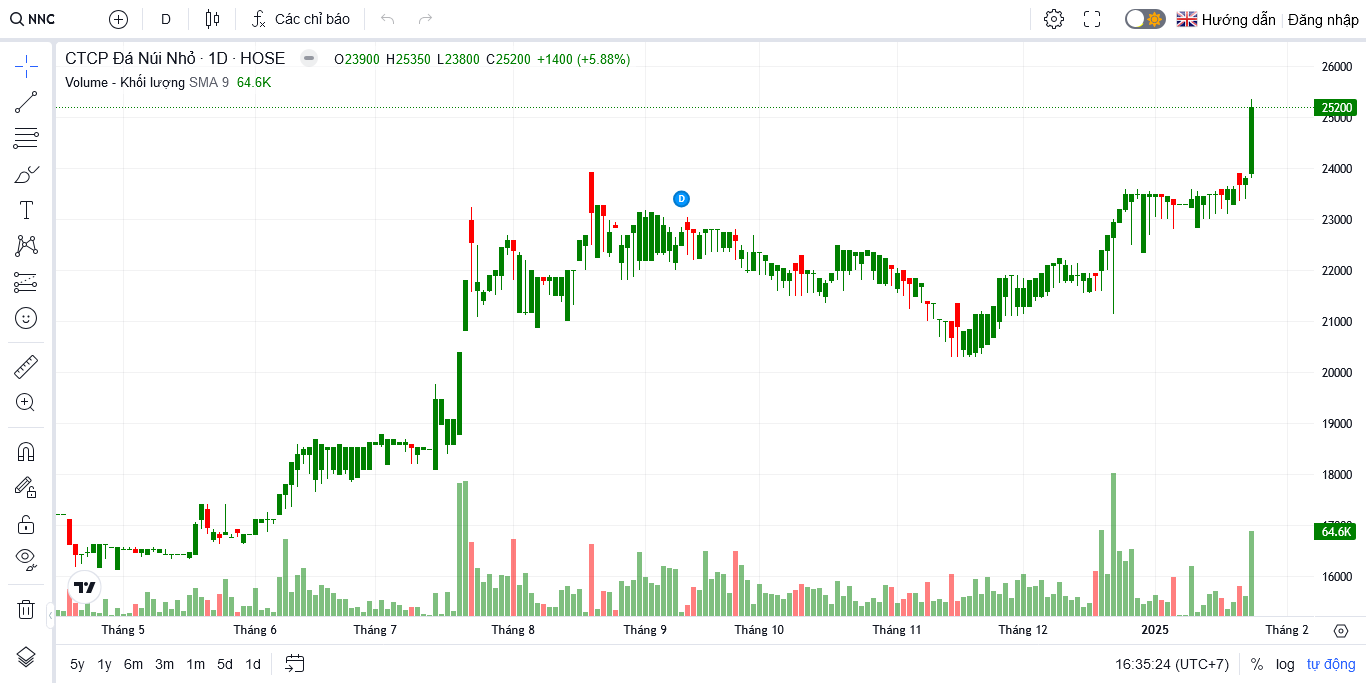 NNC D Các chỉ báo Hướng dẫn Đăng nhập
CTCP Đá Núi Nhỏ · 1D · HOSE O23900 H25350 L23800 C25200 +1400 (+5.88%)
Volume - Khối lượng SMA 9 64.6K
26000
25200
25000
24000
23000
22000
21000
20000
19000
18000
17000
64.6K
16000
D
Tháng 5 Tháng 6 Tháng 7 Tháng 8 Tháng 9 Tháng 10 Tháng 11 Tháng 12 2025 Tháng 2
5y 1y 6m 3m 1m 5d 1d 16:35:24 (UTC+7) % log tự động